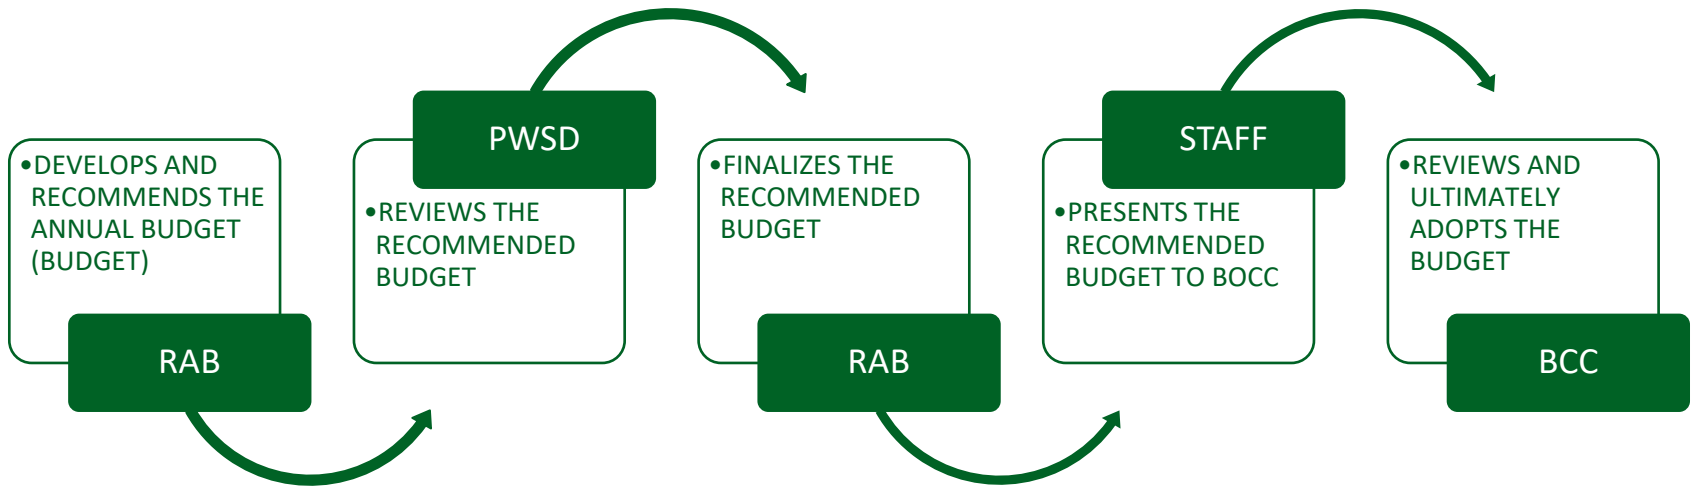 •DEVELOPS AND
RECOMMENDS THE
ANNUAL BUDGET
(BUDGET)
RAB
PWSD
•REVIEWS THE
RECOMMENDED
BUDGET
•FINALIZES THE
RECOMMENDED
BUDGET
RAB
STAFF
•PRESENTS THE
RECOMMENDED
BUDGET TO BOCC
•REVIEWS AND
ULTIMATELY
ADOPTS THE
BUDGET
BCC